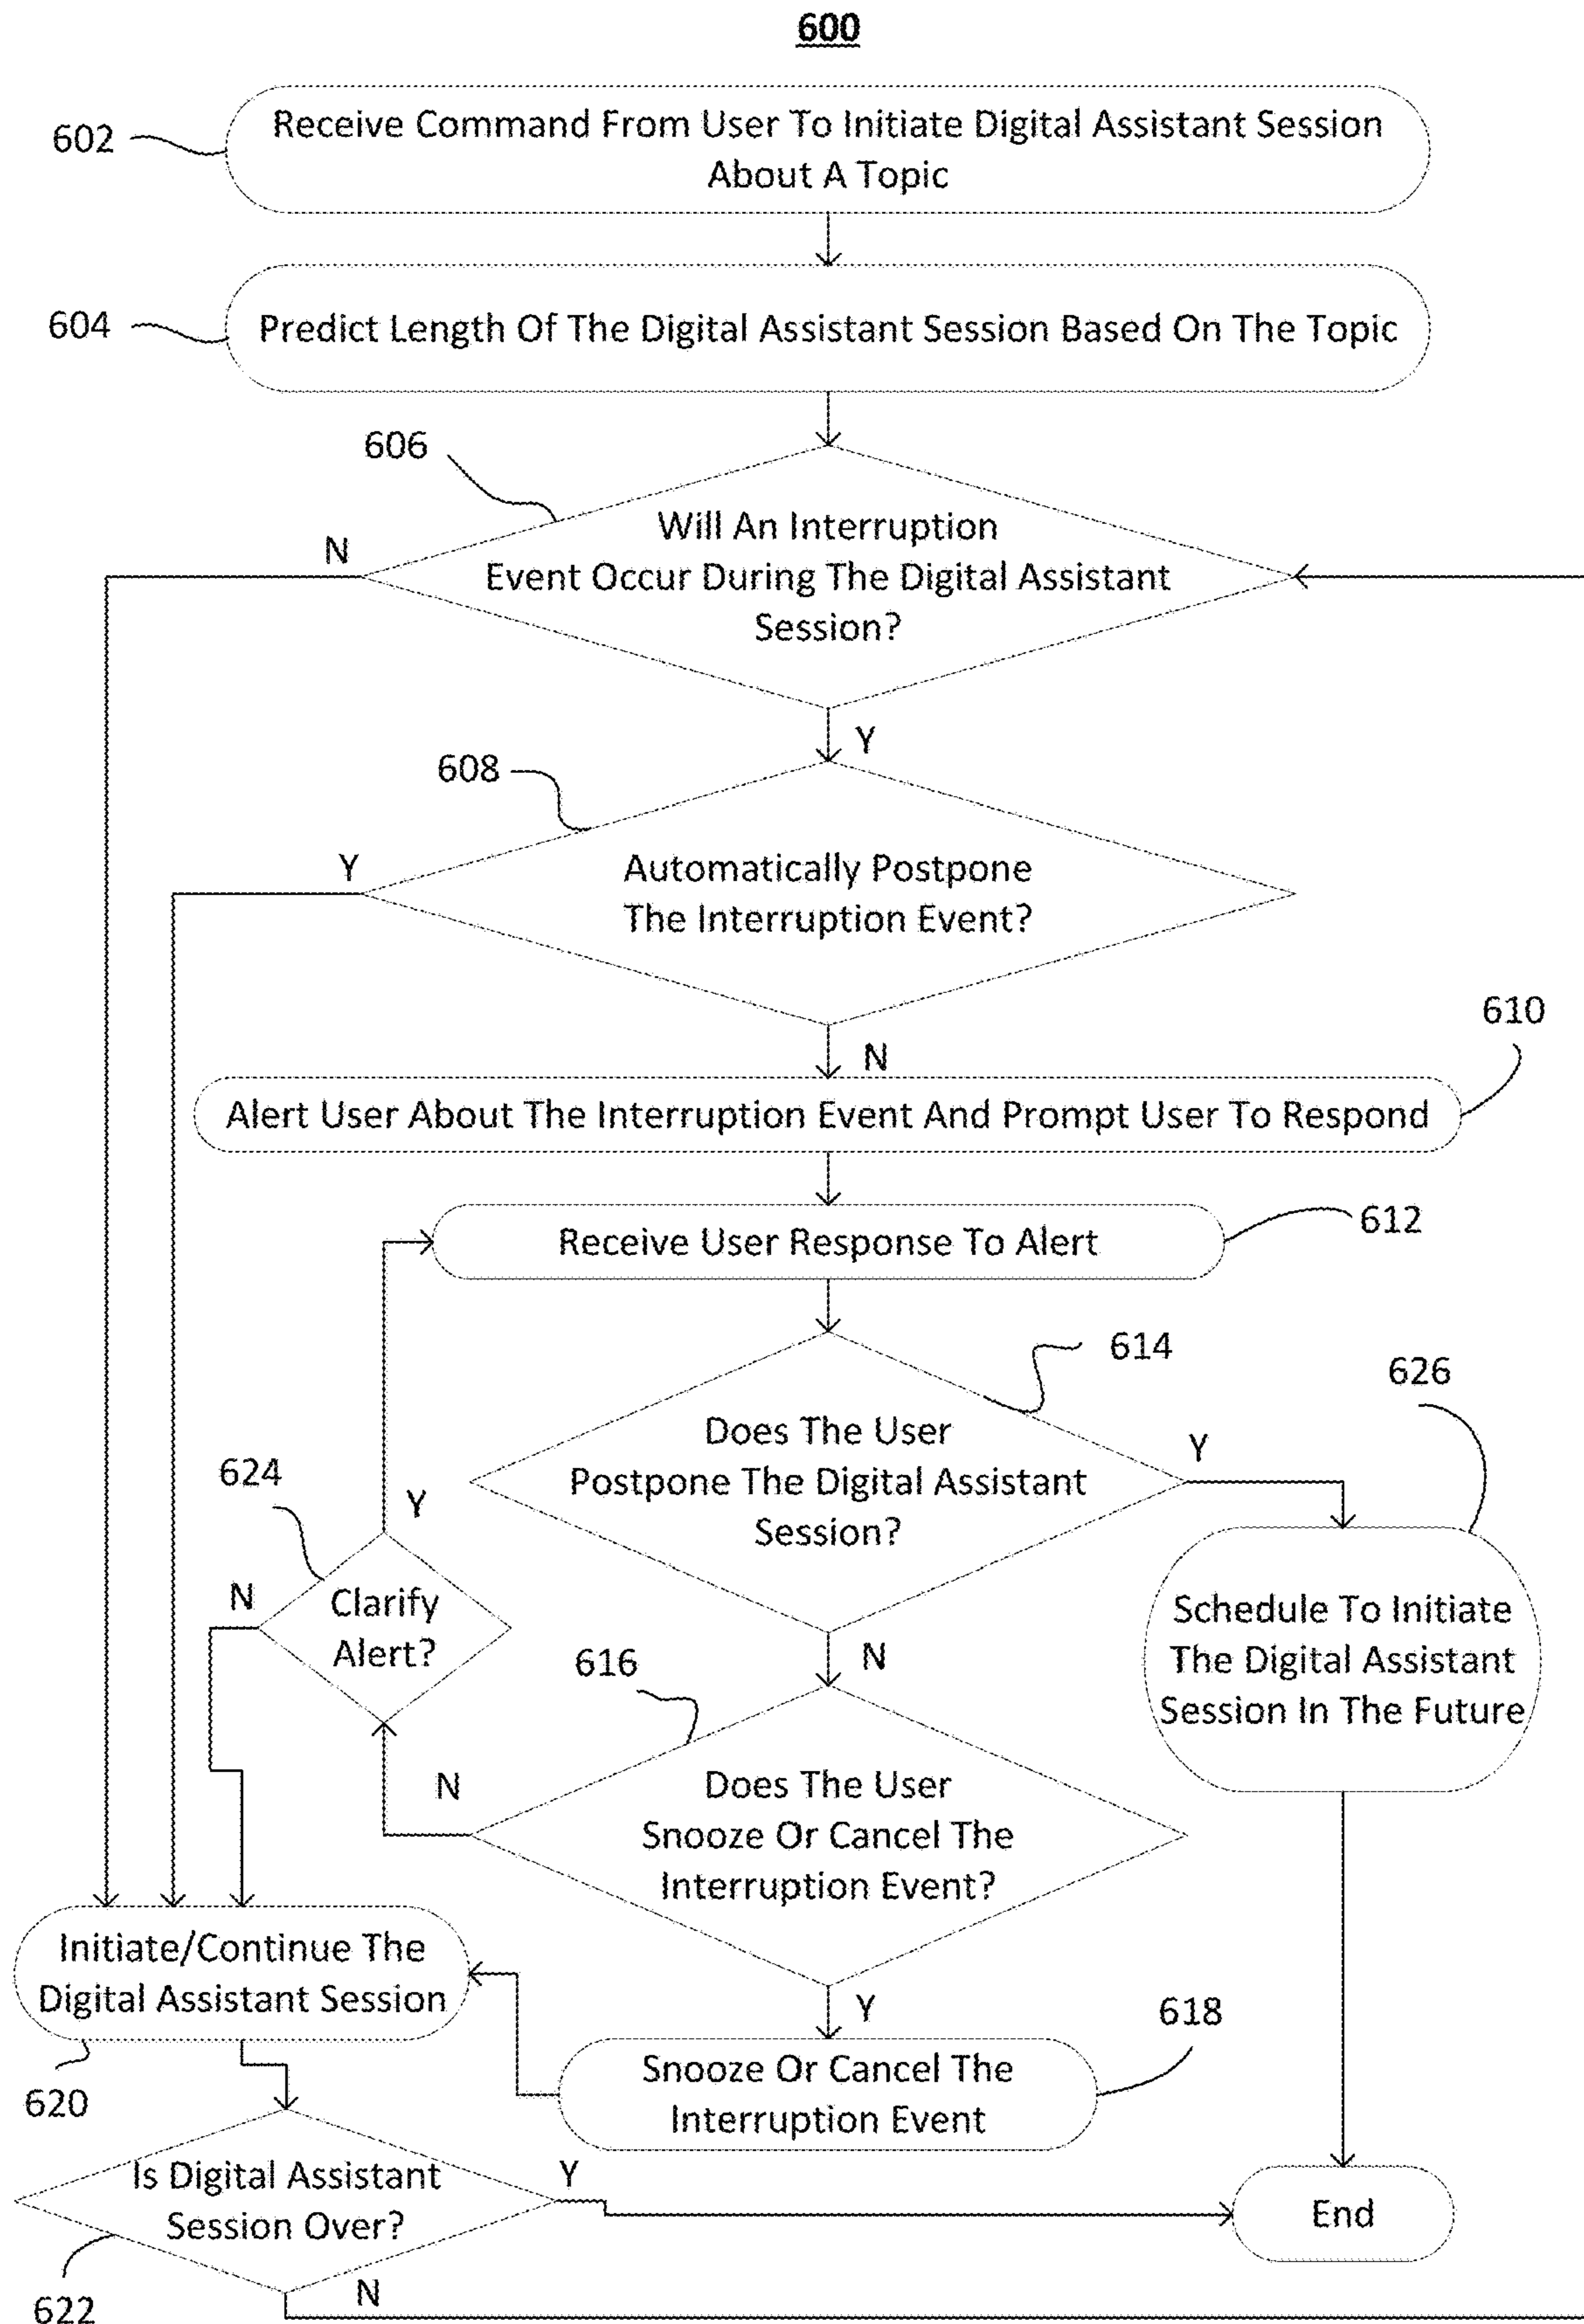 600
602
Receive Command From User To Initiate Digital Assistant Session
About A Topic
604
Predict Length Of The Digital Assistant Session Based On The Topic
606
N
Will An Interruption
Event Occur During The Digital Assistant
Session?
Y
608
Y
Automatically Postpone
The Interruption Event?
N
610
Alert User About The Interruption Event And Prompt User To Respond
Receive User Response To Alert
612
614
626
Does The User
Postpone The Digital Assistant
Session?
Y
624
Y
N
Clarify
Alert?
N
616
Schedule To Initiate
The Digital Assistant
Session In The Future
N
Does The User
Snooze Or Cancel The
Interruption Event?
Initiate/Continue The
Digital Assistant Session
Y
618
620
Snooze Or Cancel The
Interruption Event
Is Digital Assistant
Session Over?
Y
End
622
N